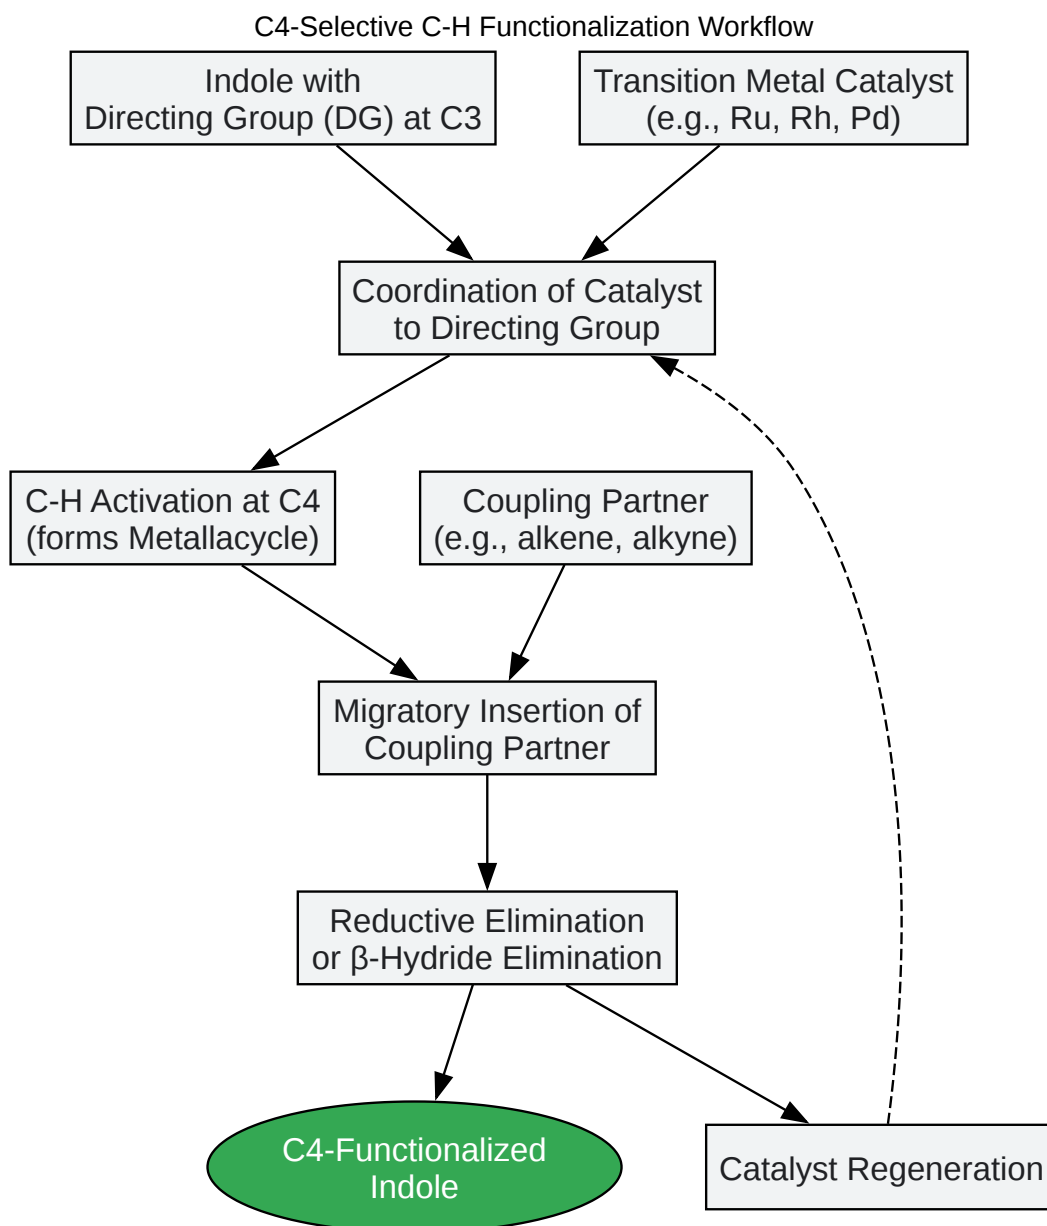 C4-Selective C-H Functionalization Workflow
Indole with
Directing Group (DG) at C3
Transition Metal Catalyst
(e.g., Ru, Rh, Pd)
Coordination of Catalyst
to Directing Group
C-H Activation at C4
(forms Metallacycle)
Coupling Partner
(e.g., alkene, alkyne)
Migratory Insertion of
Coupling Partner
Reductive Elimination
or β-Hydride Elimination
C4-Functionalized
Indole
Catalyst Regeneration